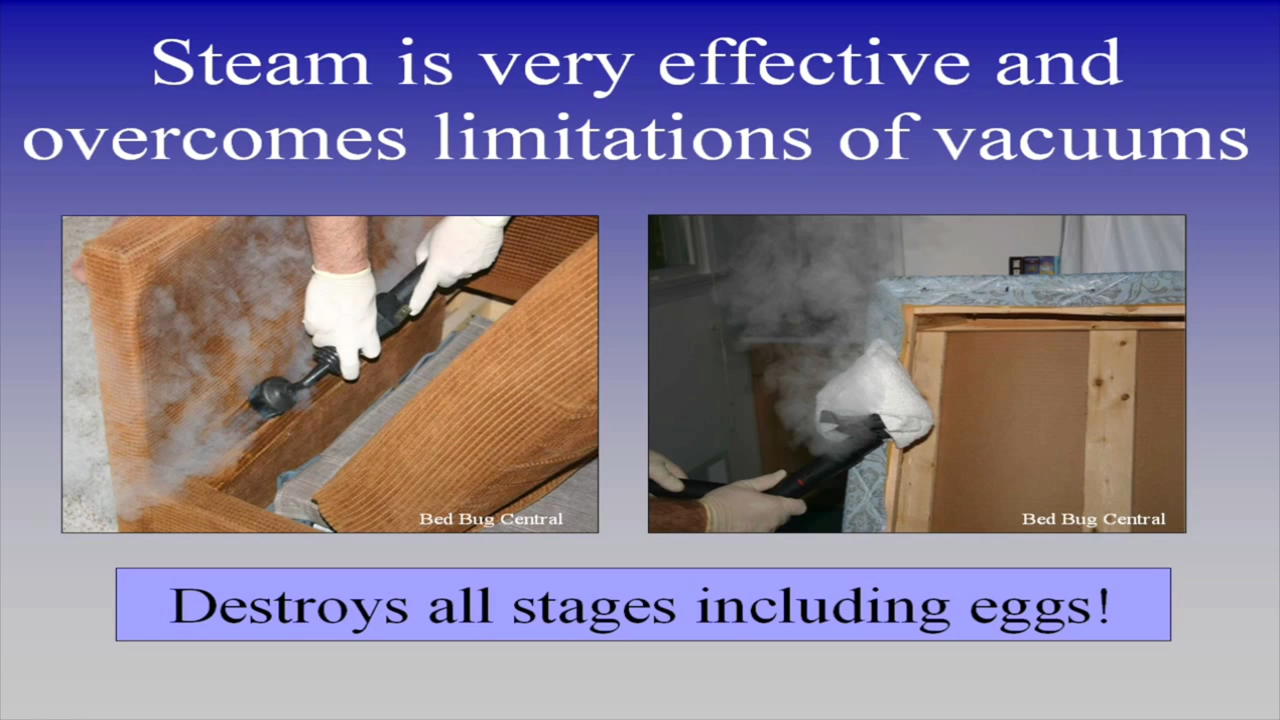 Steam is very effective and
overcomes limitations of vacuums
Bed Bug Central
Bed Bug Central
Destroys all stages including eggs!